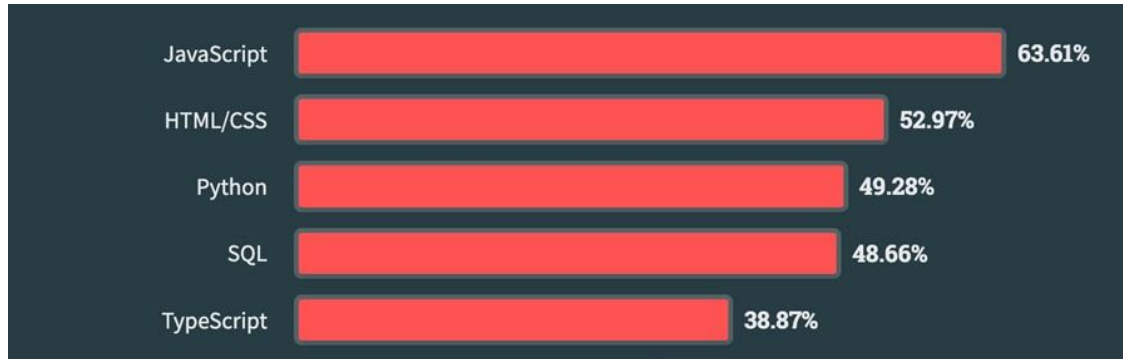 JavaScript 63.61%
HTML/CSS 52.97%
Python 49.28%
SQL 48.66%
TypeScript 38.87%